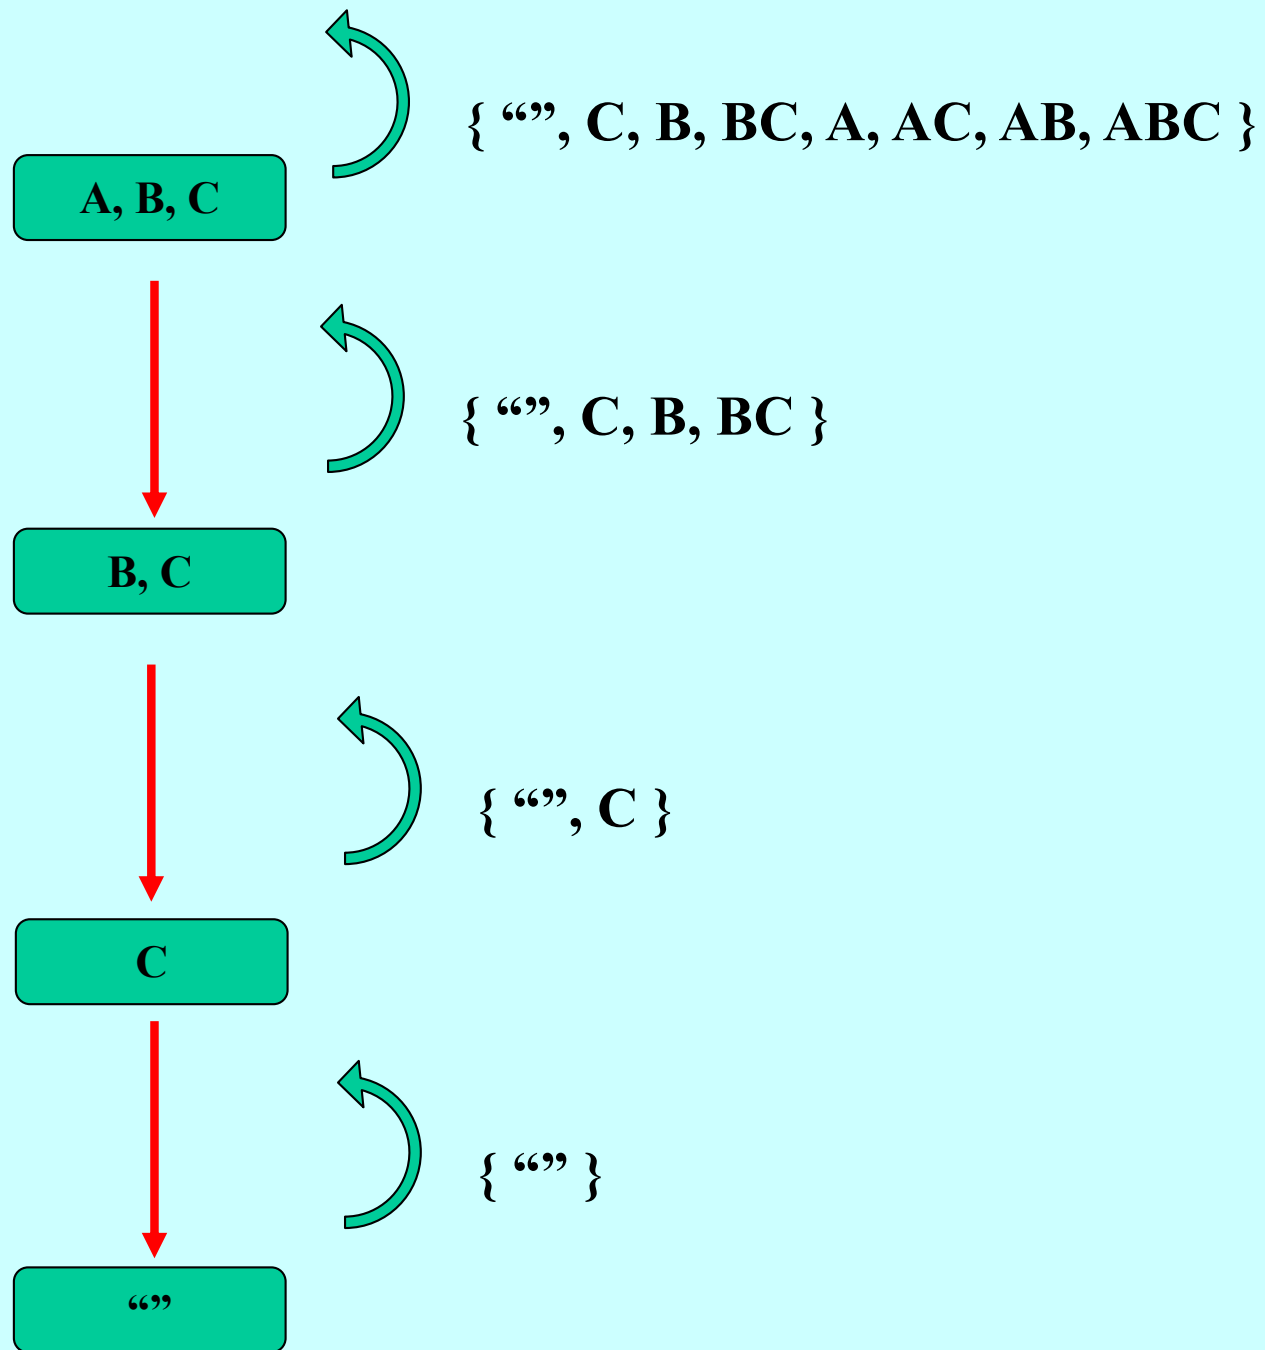 { “”, C, B, BC, A, AC, AB, ABC }
A, B, C
{ “”, C, B, BC }
B, C
{ “”, C }
C
{ “” }
“”